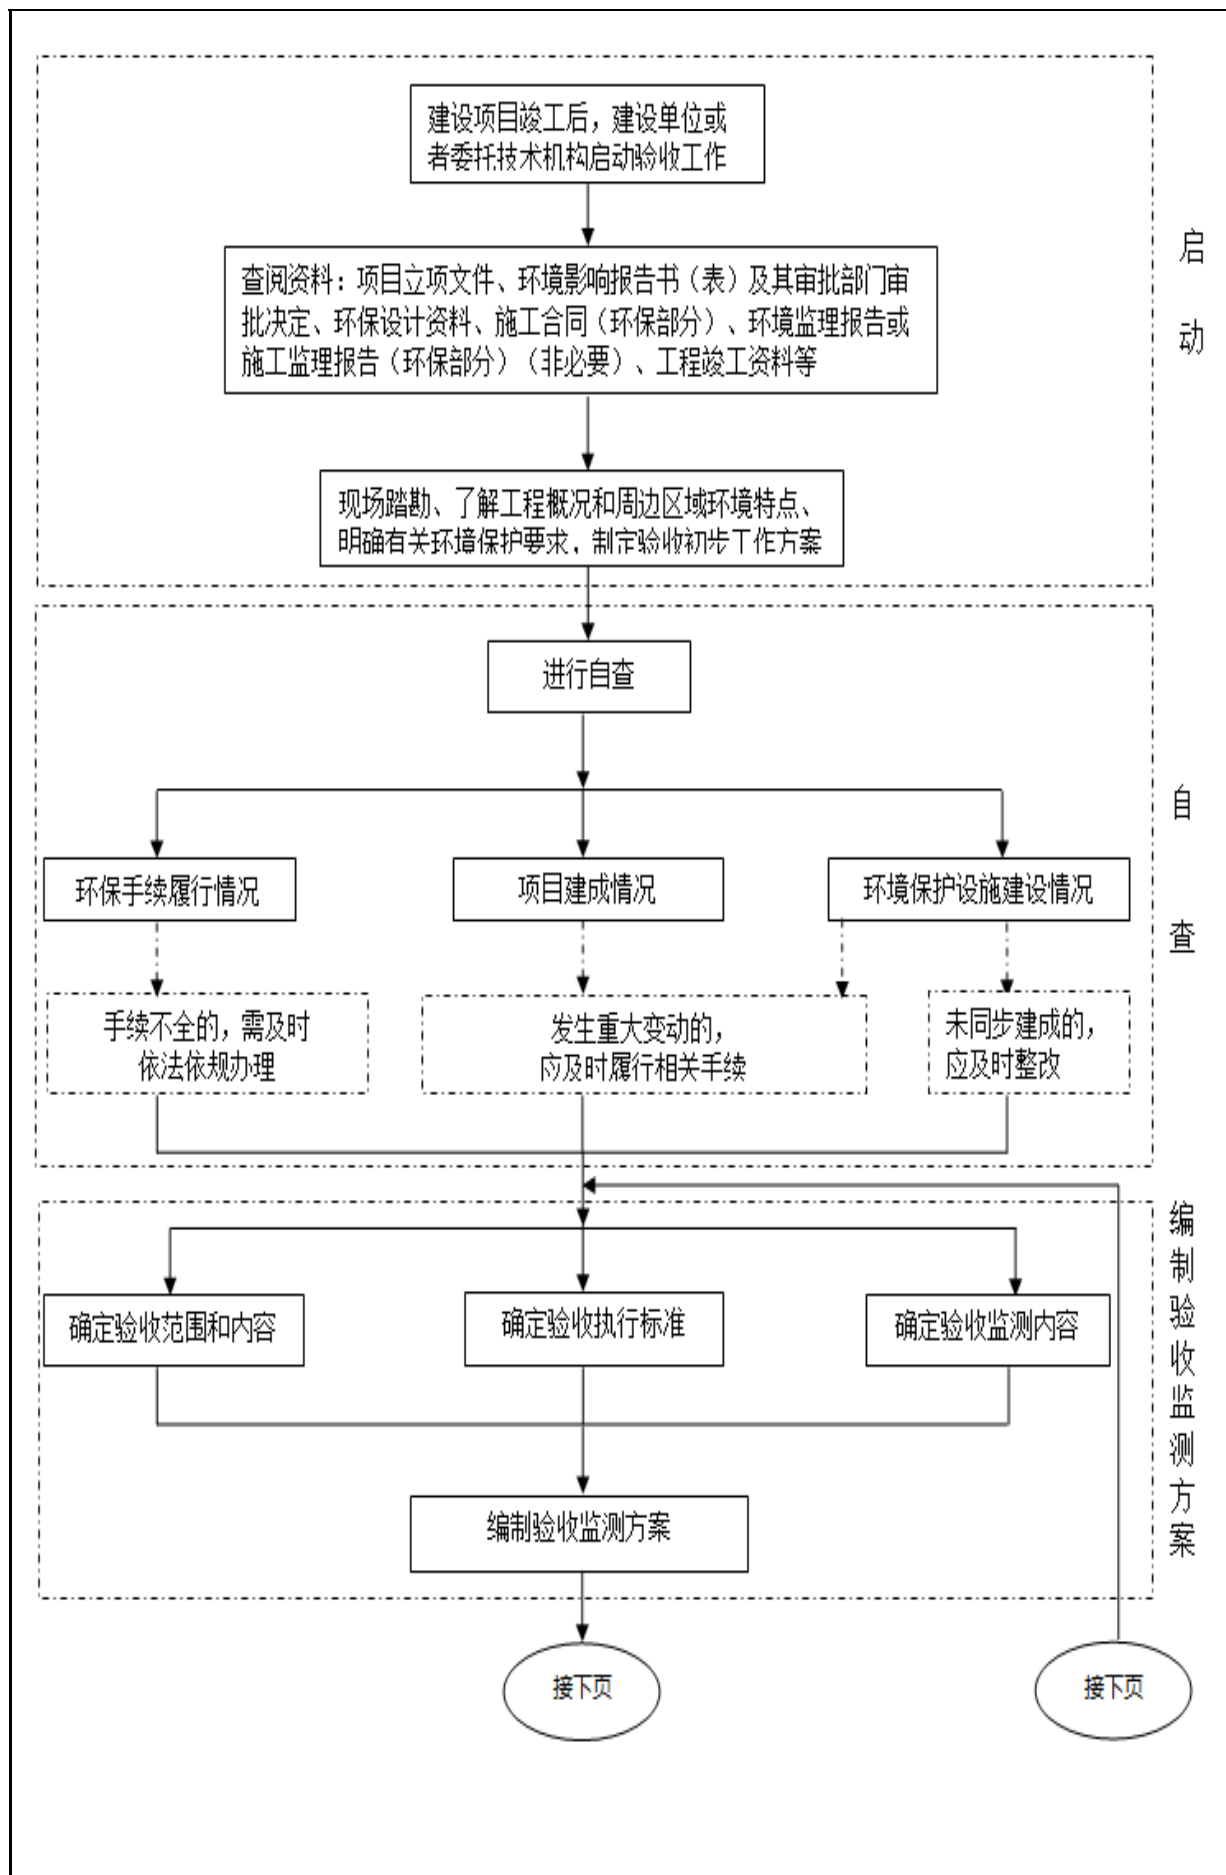 建设项目竣工后，建设单位或
者委托技术机构启动验收工作
查阅资料：项目立项文件、环境影响报告书（表）及其审批部门审
批决定、环保设计资料、施工合同（环保部分）、环境监理报告或
施工监理报告（环保部分）（非必要）、工程竣工资料等
现场踏勘、了解工程概况和周边区域环境特点、
明确有关环境保护要求，制定验收初步工作方案
启动
进行自查
环保手续履行情况
项目建成情况
环境保护设施建设情况
手续不全的，需及时
依法依规办理
发生重大变动的，
应及时履行相关手续
未同步建成的，
应及时整改
自查
确定验收范围和内容
确定验收执行标准
确定验收监测内容
编制验收监测方案
编制验收监测方案
接下页
接下页